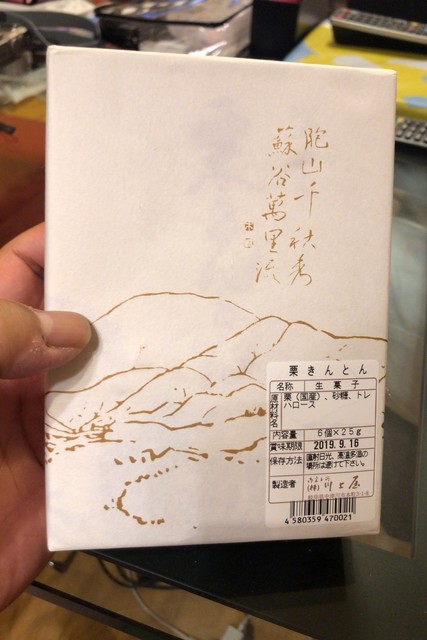 胞山千秋秀
蘇谷萬里流
栗きんとん
名称 生菓子
原材料名 栗(国産)、砂糖、トレ
ハロース
内容量 6個×25g
賞味期限 2019.9.16
保存方法 直射日光、高温多湿の
場所は避けて下さい。
製造者 (株)川上屋
4 580359 470021